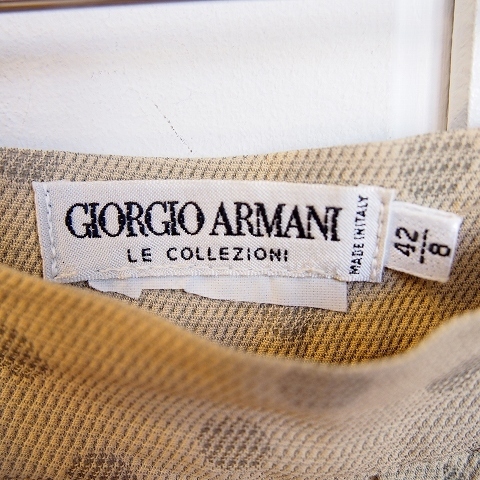 GIORGIO ARMANI
LE COLLEZIONI
MADE IN ITALY
42
8